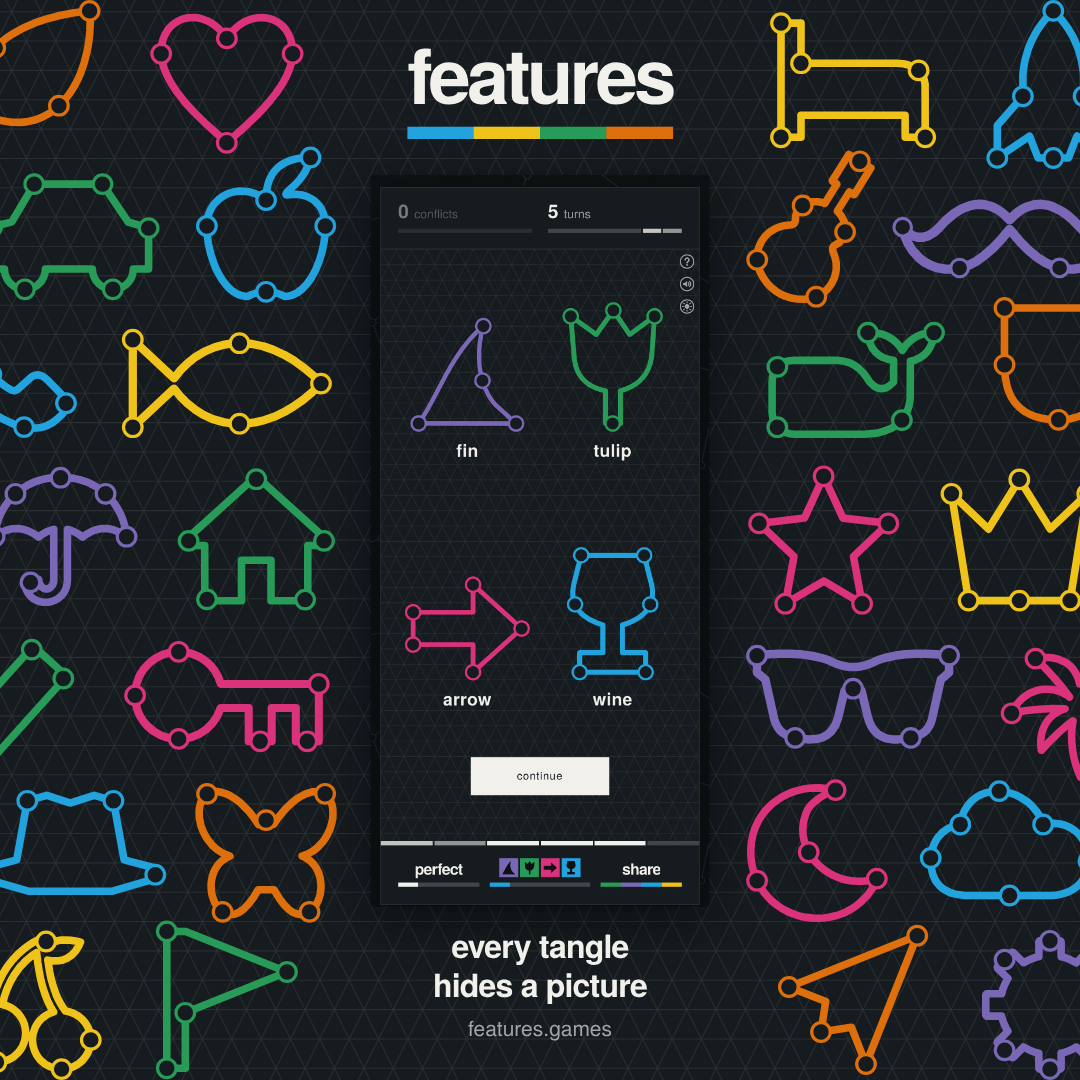 features
0 conflicts
5 turns
?
fin
tulip
arrow
wine
continue
perfect
share
every tangle
hides a picture
features.games